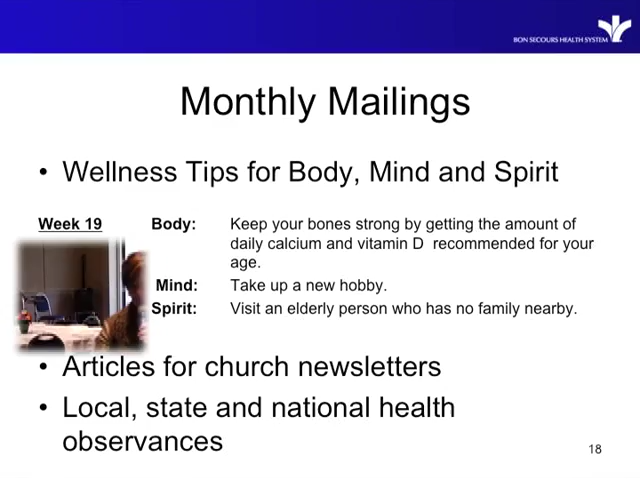 BON SECOURS HEALTH SYSTEM
Monthly Mailings
• Wellness Tips for Body, Mind and Spirit
Week 19 Body: Keep your bones strong by getting the amount of
daily calcium and vitamin D recommended for your
age.
Mind: Take up a new hobby.
Spirit: Visit an elderly person who has no family nearby.
• Articles for church newsletters
• Local, state and national health
observances
18